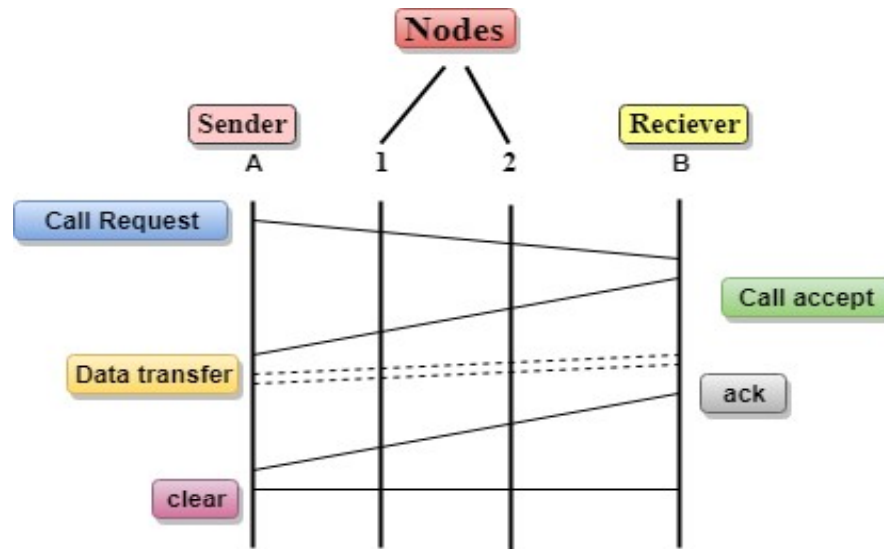 Nodes
Sender
Reciever
A
1
2
B
Call Request
Call accept
Data transfer
ack
clear